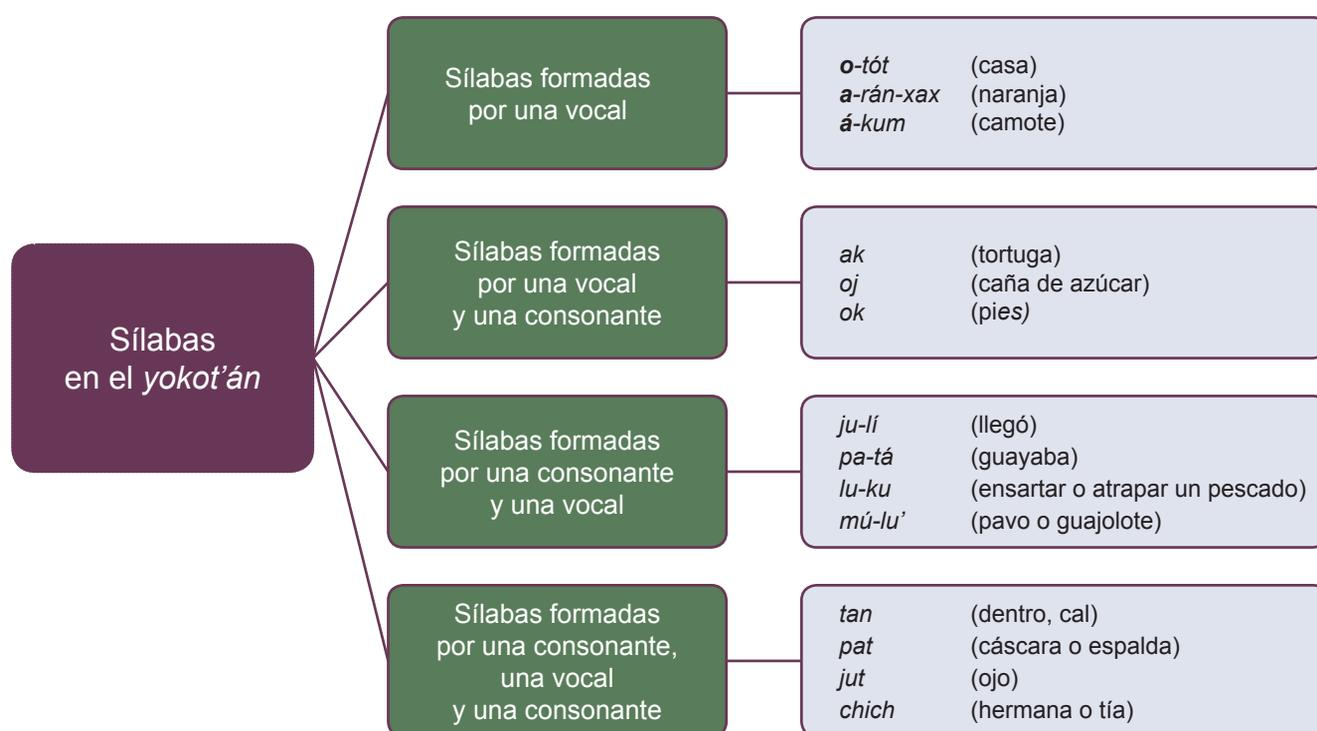 Sílabas
en el yokot’án
Sílabas formadas
por una vocal
o-tót (casa)
a-rán-xax (naranja)
á-kum (camote)
Sílabas formadas
por una vocal
y una consonante
ak (tortuga)
oj (caña de azúcar)
ok (pies)
Sílabas formadas
por una consonante
y una vocal
ju-lí (llegó)
pa-tá (guayaba)
lu-ku (ensartar o atrapar un pescado)
mú-lu’ (pavo o guajolote)
Sílabas formadas
por una consonante,
una vocal
y una consonante
tan (dentro, cal)
pat (cáscara o espalda)
jut (ojo)
chich (hermana o tía)